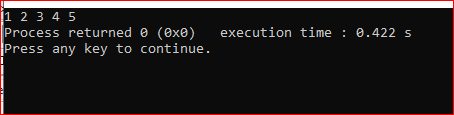 1 2 3 4 5
Process returned 0 (0x0)   execution time : 0.422 s
Press any key to continue.